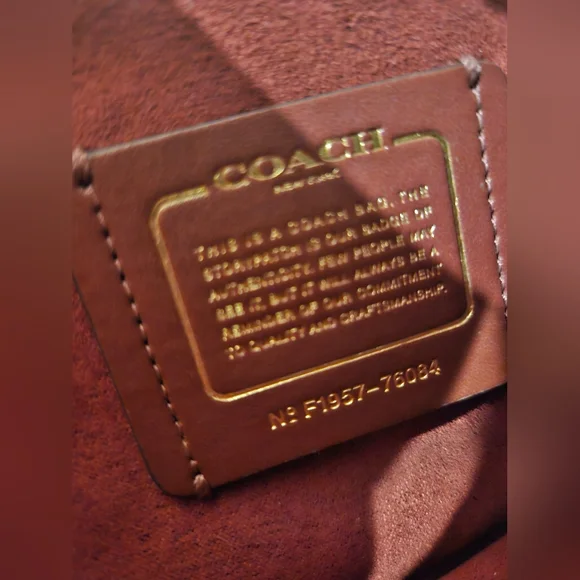 COACH
NEW YORK
THIS IS A COACH BAG. THE
STORYPATCH IS OUR BADGE OF
AUTHENTICITY. FEW PEOPLE MAY
SEE IT, BUT IT WILL ALWAYS BE A
REMINDER OF OUR COMMITMENT
TO QUALITY AND CRAFTSMANSHIP.
Nº F1957-76084